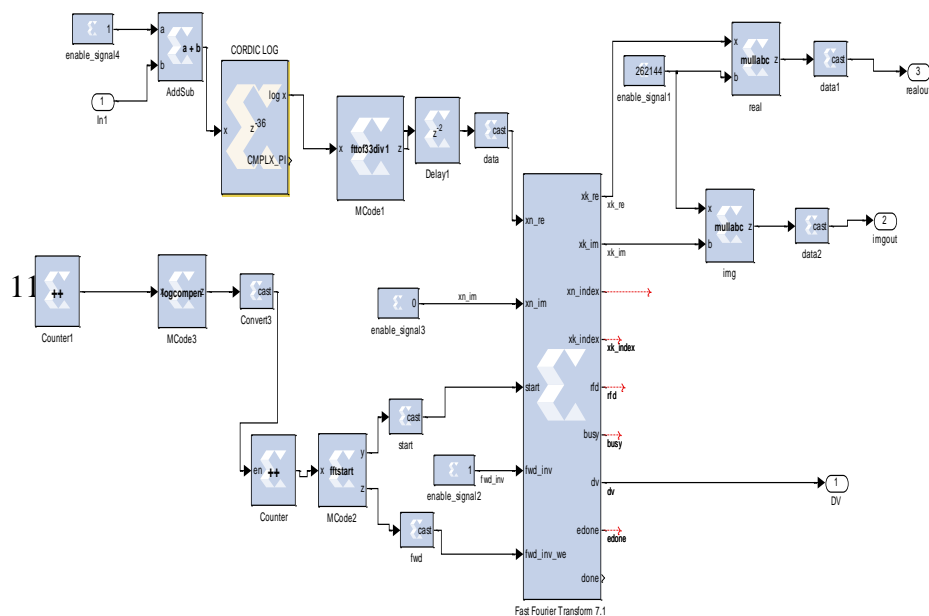 1
enable_signal4
a
b
a + b
AddSub
1
In1
CORDIC LOG
x
z-36
log x
CMPLX_PI
x
fttof33div1
z
MCode1
z-2
Delay1
cast
data
262144
enable_signal1
x
b
mullabc
z
real
cast
data1
3
realout
x
b
mullabc
z
img
cast
data2
2
imgout
11
++
Counter1
logcompen
z
MCode3
cast
Convert3
0
enable_signal3
xn_im
en
++
Counter
x
fftstart
y
z
MCode2
cast
start
cast
fwd
1
enable_signal2
fwd_inv
xn_re
xn_im
start
fwd_inv
fwd_inv_we
xk_re
xk_re
xk_im
xk_im
xn_index
xk_index
xk_index
rfd
rfd
busy
busy
dv
dv
edone
edone
done
Fast Fourier Transform 7.1
1
DV